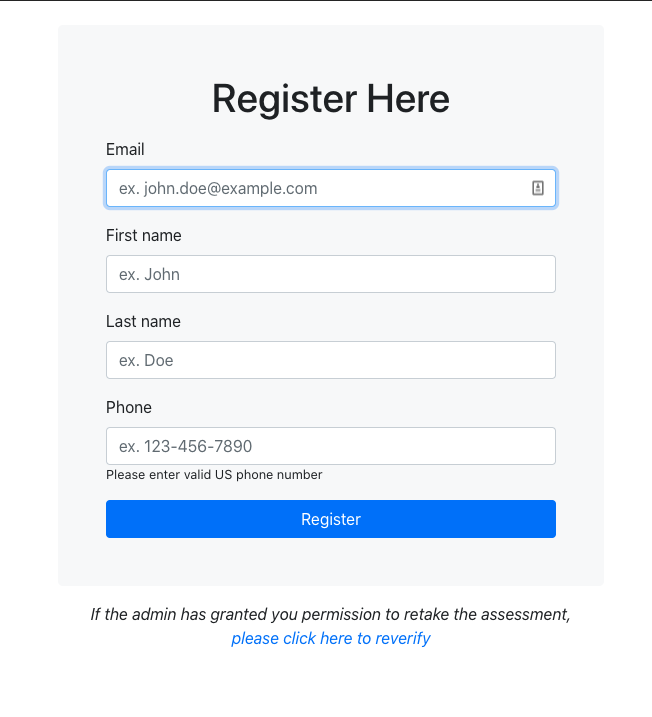 Register Here
Email
ex. john.doe@example.com
First name
ex. John
Last name
ex. Doe
Phone
ex. 123-456-7890
Please enter valid US phone number
Register
If the admin has granted you permission to retake the assessment,
please click here to reverify